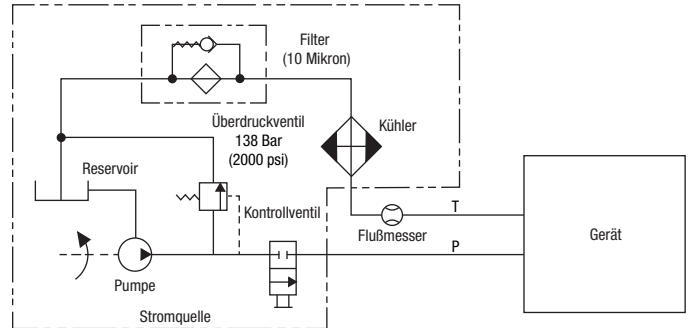 Filter
(10 Mikron)
Überdruckventil
138 Bar
(2000 psi)
Kühler
Reservoir
Kontrollventil
T
Flußmesser
P
Gerät
Pumpe
Stromquelle